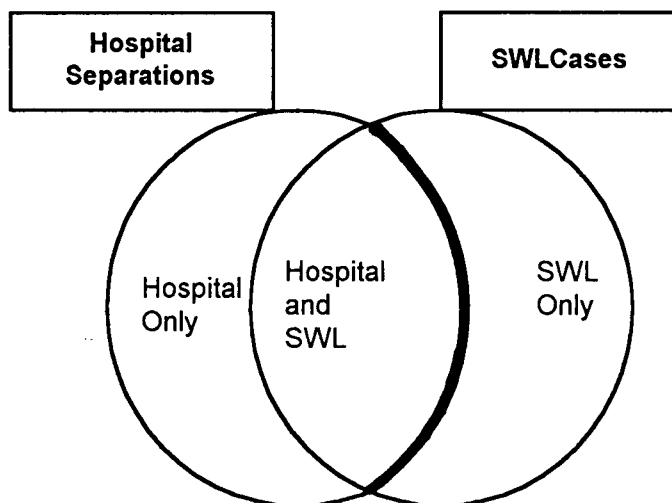 Hospital
Separations
SWLCases
Hospital
Only
Hospital
and
SWL
SWL
Only